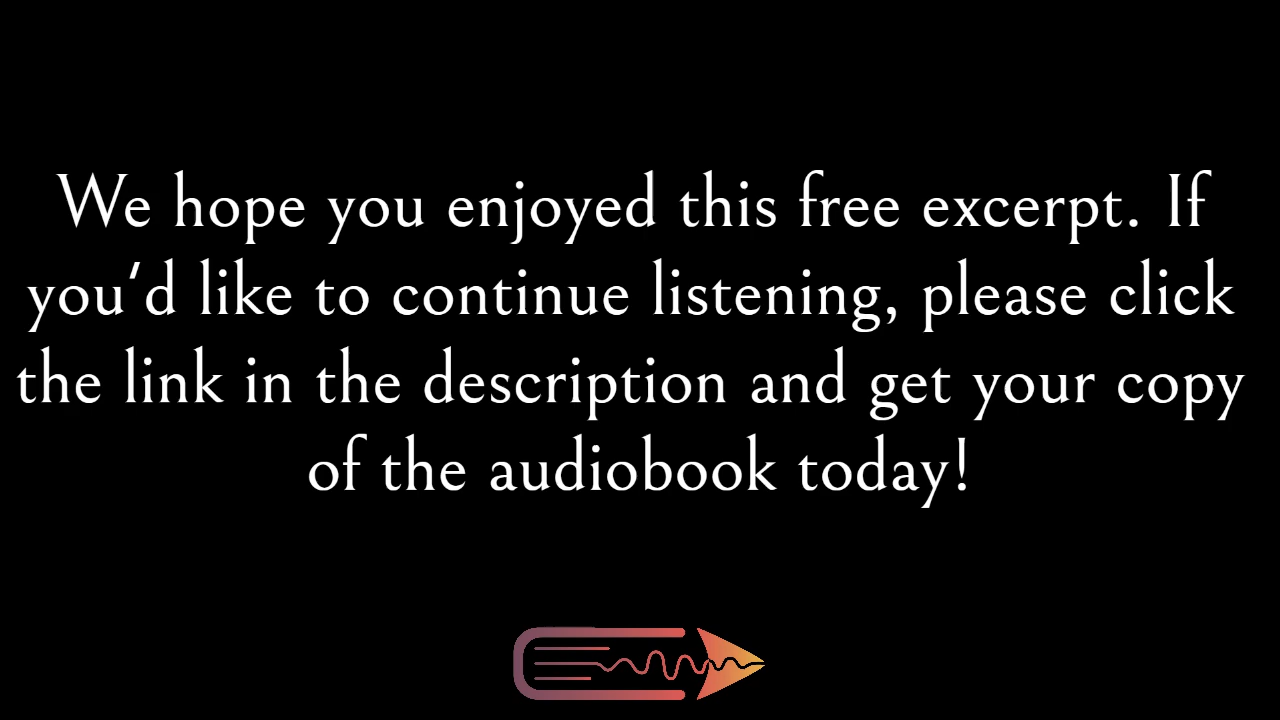 We hope you enjoyed this free excerpt. If
you'd like to continue listening, please click
the link in the description and get your copy
of the audiobook today!